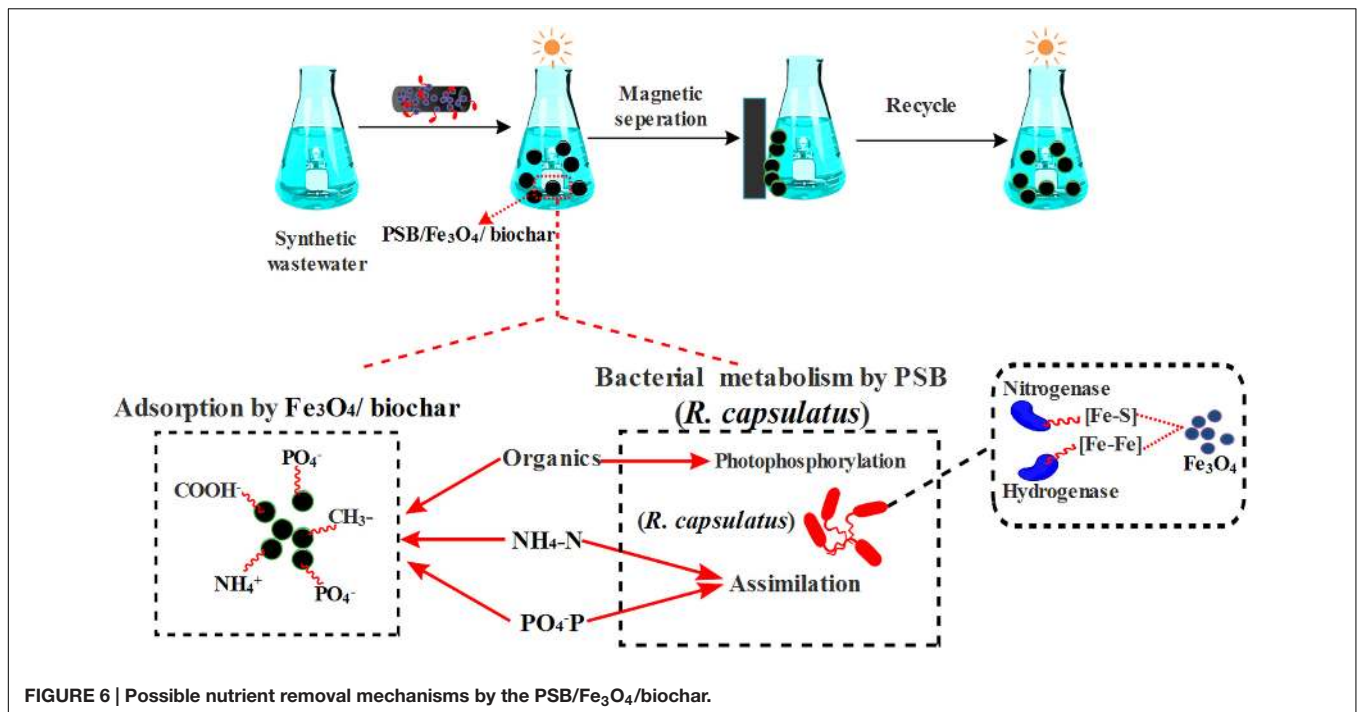 Magnetic
seperation
Recycle
Synthetic
wastewater
PSB/Fe₃O₄/ biochar
Adsorption by Fe₃O₄/ biochar
Bacterial metabolism by PSB
(R. capsulatus)
PO₄⁻
COOH⁻
CH₃–
NH₄⁺
PO₄⁻
Organics
NH₄-N
PO₄⁻P
Photophosphorylation
(R. capsulatus)
Assimilation
Nitrogenase
[Fe-S]
[Fe-Fe]
Hydrogenase
Fe₃O₄
FIGURE 6 | Possible nutrient removal mechanisms by the PSB/Fe₃O₄/biochar.